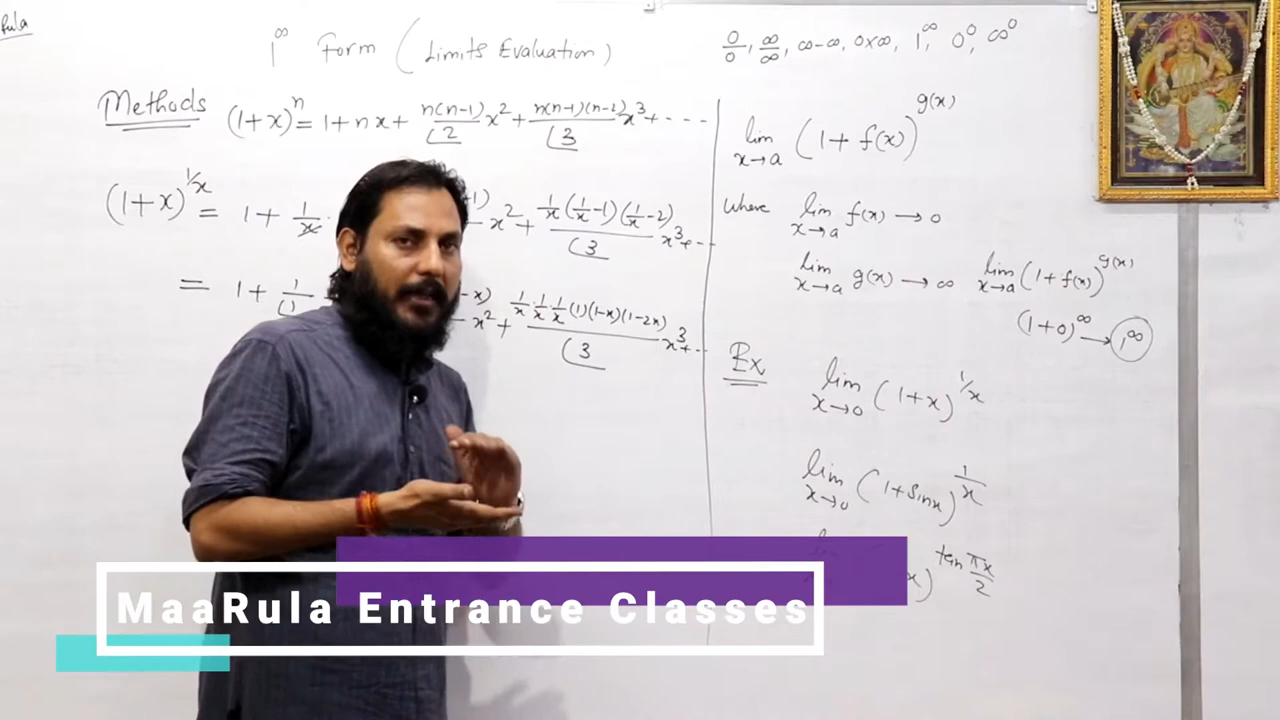 Rula
1^∞ Form (Limits Evaluation)
0/0, ∞/∞, ∞-∞, 0×∞, 1^∞, 0^0, ∞^0
Methods (1+x)^n = 1+nx+ n(n-1)/⌊2 x^2 + n(n-1)(n-2)/⌊3 x^3 + ----
(1+x)^1/x = 1 + 1/x x^2 + 1/x(1/x-1)(1/x-2)/⌊3 x^3 + --
= 1 + -x) x^2 + 1/x·1/x·1/x(1)(1-x)(1-2x)/⌊3 x^3 + --
lim x→a (1+ f(x))^g(x)
Where lim x→a f(x) → 0
lim x→a g(x) → ∞ lim x→a (1+f(x))^g(x)
(1+0)^∞ → 1^∞
Ex lim x→0 (1+x)^1/x
lim x→0 (1+sinx)^1/x
x)^tan πx/2
MaaRula Entrance Classes